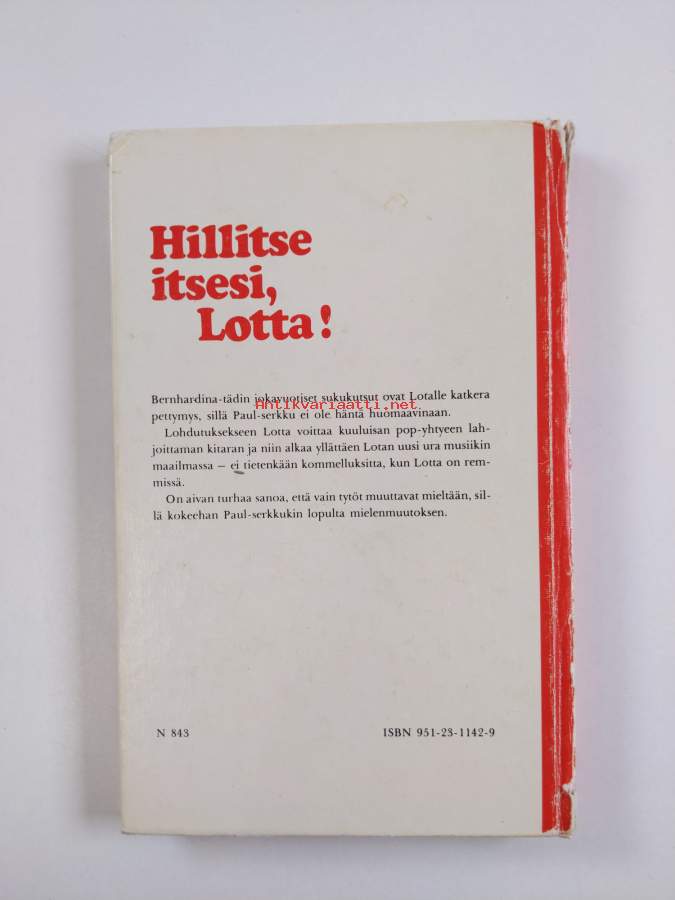 Hillitse
itsesi,
Lotta!
Bernhardina-tädin jokavuotiset sukukutsut ovat Lotalle katkera
Antikvariaatti.net
pettymys, sillä Paul-serkku ei ole häntä huomaavinaan.
Lohdutuksekseen Lotta voittaa kuuluisan pop-yhtyeen lah-
joittaman kitaran ja niin alkaa yllättäen Lotan uusi ura musiikin
maailmassa – ei tietenkään kommelluksitta, kun Lotta on rem-
missä.
On aivan turhaa sanoa, että vain tytöt muuttavat mieltään, sil-
lä kokeehan Paul-serkkukin lopulta mielenmuutoksen.
N 843
ISBN 951-23-1142-9